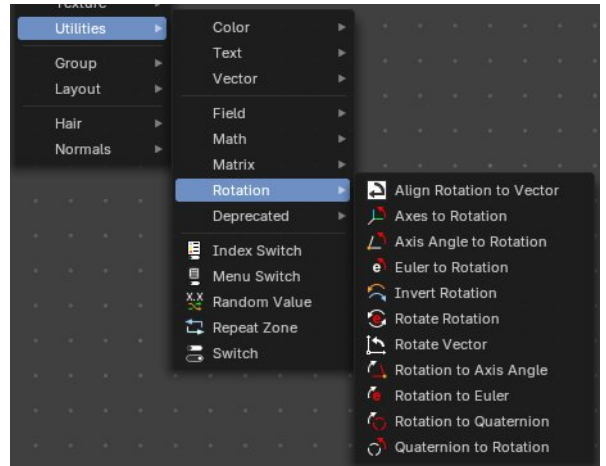 Texture
Utilities
Group
Layout
Hair
Normals
Color
Text
Vector
Field
Math
Matrix
Rotation
Deprecated
Index Switch
Menu Switch
X.X
Random Value
Repeat Zone
Switch
Align Rotation to Vector
Axes to Rotation
Axis Angle to Rotation
e
Euler to Rotation
Invert Rotation
e
Rotate Rotation
Rotate Vector
Rotation to Axis Angle
e
Rotation to Euler
Rotation to Quaternion
Quaternion to Rotation